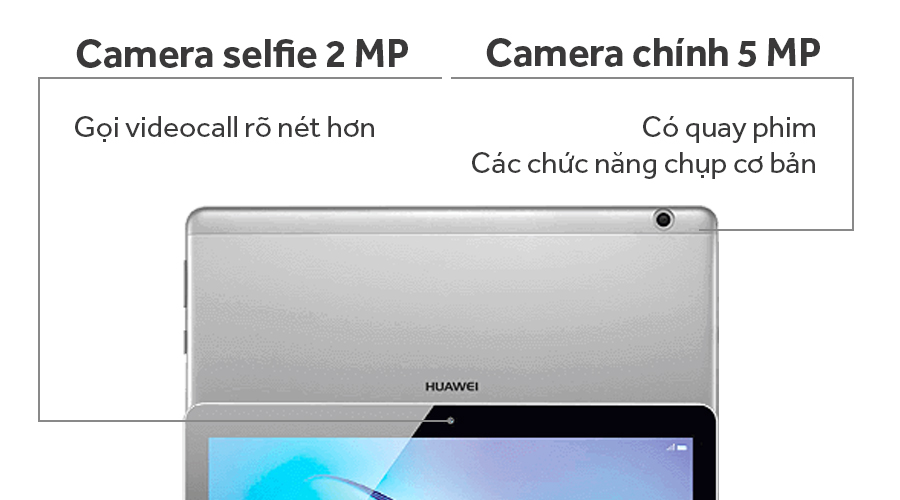 Camera selfie 2 MP
Gọi videocall rõ nét hơn
Camera chính 5 MP
Có quay phim
Các chức năng chụp cơ bản
HUAWEI